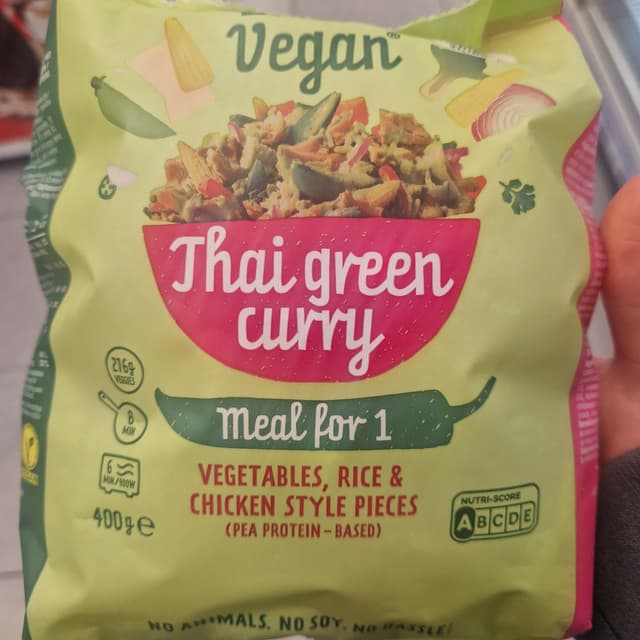 Vegan®
Thai green
curry
Meal for 1
216g
VEGGIES
8
MIN
6
MIN/900W
400g℮
VEGETABLES, RICE &
CHICKEN STYLE PIECES
(PEA PROTEIN-BASED)
NUTRI-SCORE
ABCDE
NO ANIMALS, NO SOY, NO HASSLE!